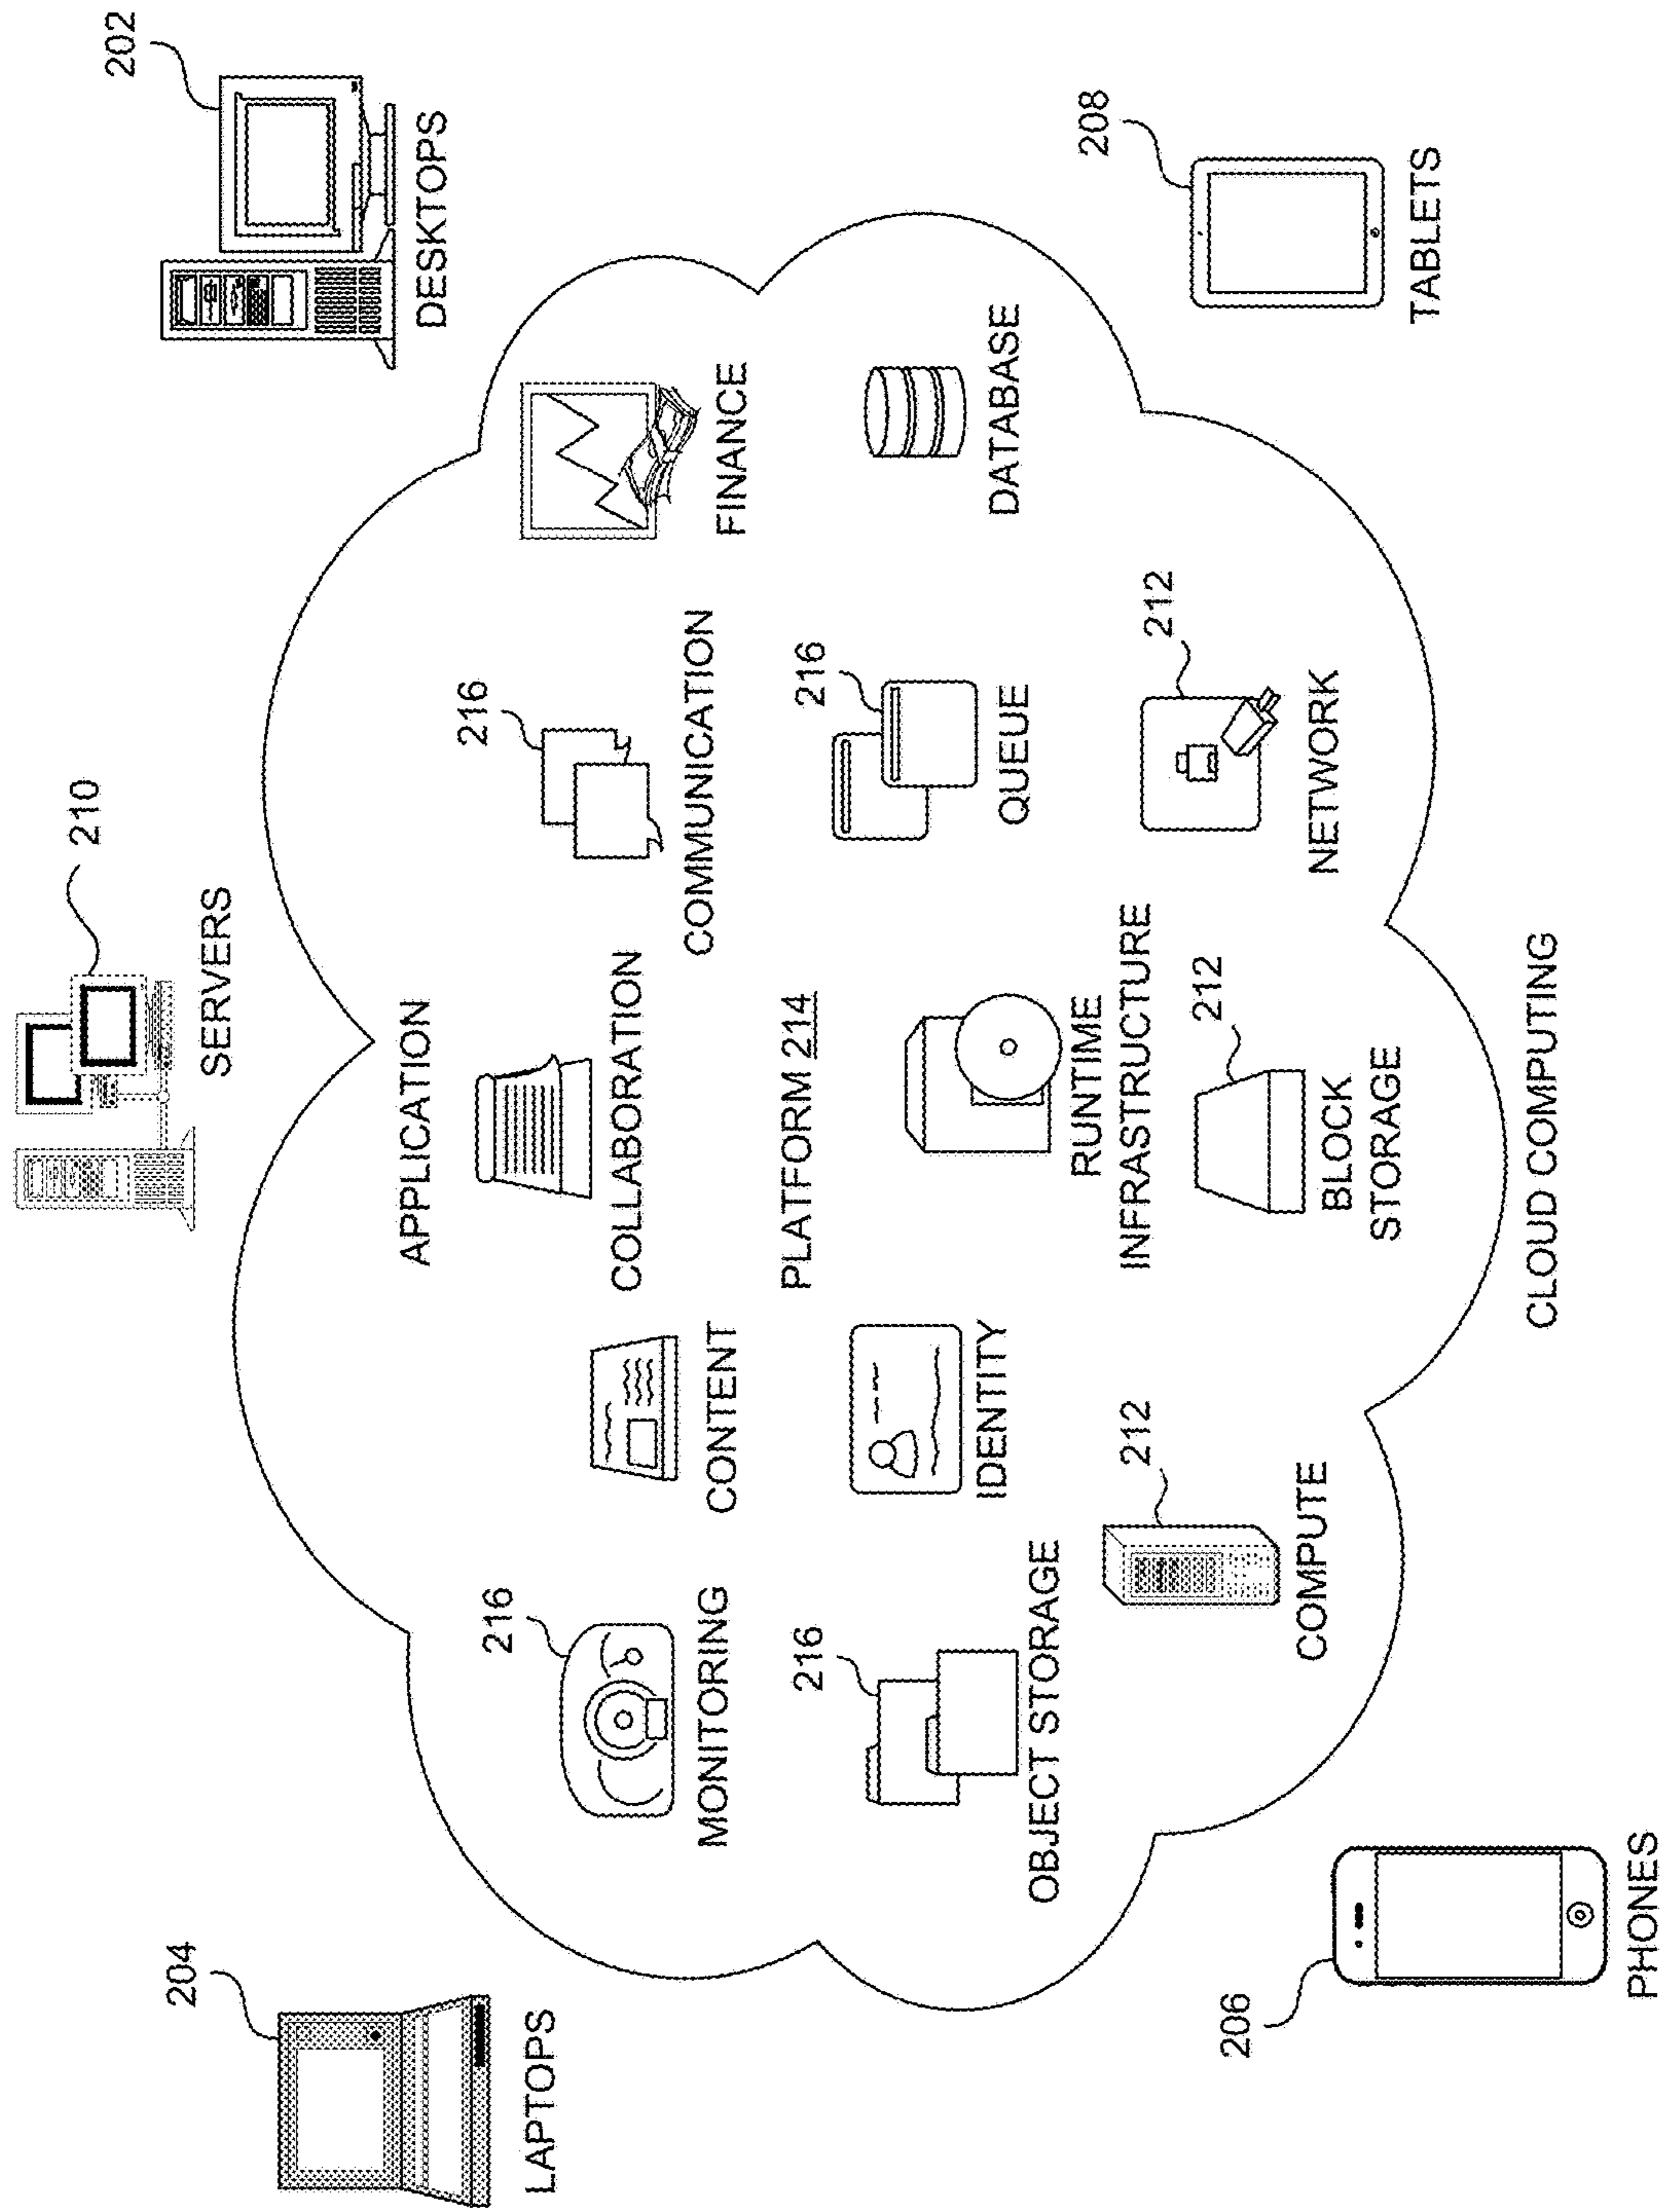 210
SERVERS
204
LAPTOPS
202
DESKTOPS
APPLICATION
216
MONITORING
CONTENT
COLLABORATION
216
COMMUNICATION
FINANCE
PLATFORM 214
216
OBJECT STORAGE
IDENTITY
RUNTIME
INFRASTRUCTURE
216
QUEUE
DATABASE
212
COMPUTE
212
BLOCK
STORAGE
212
NETWORK
206
PHONES
208
TABLETS
CLOUD COMPUTING